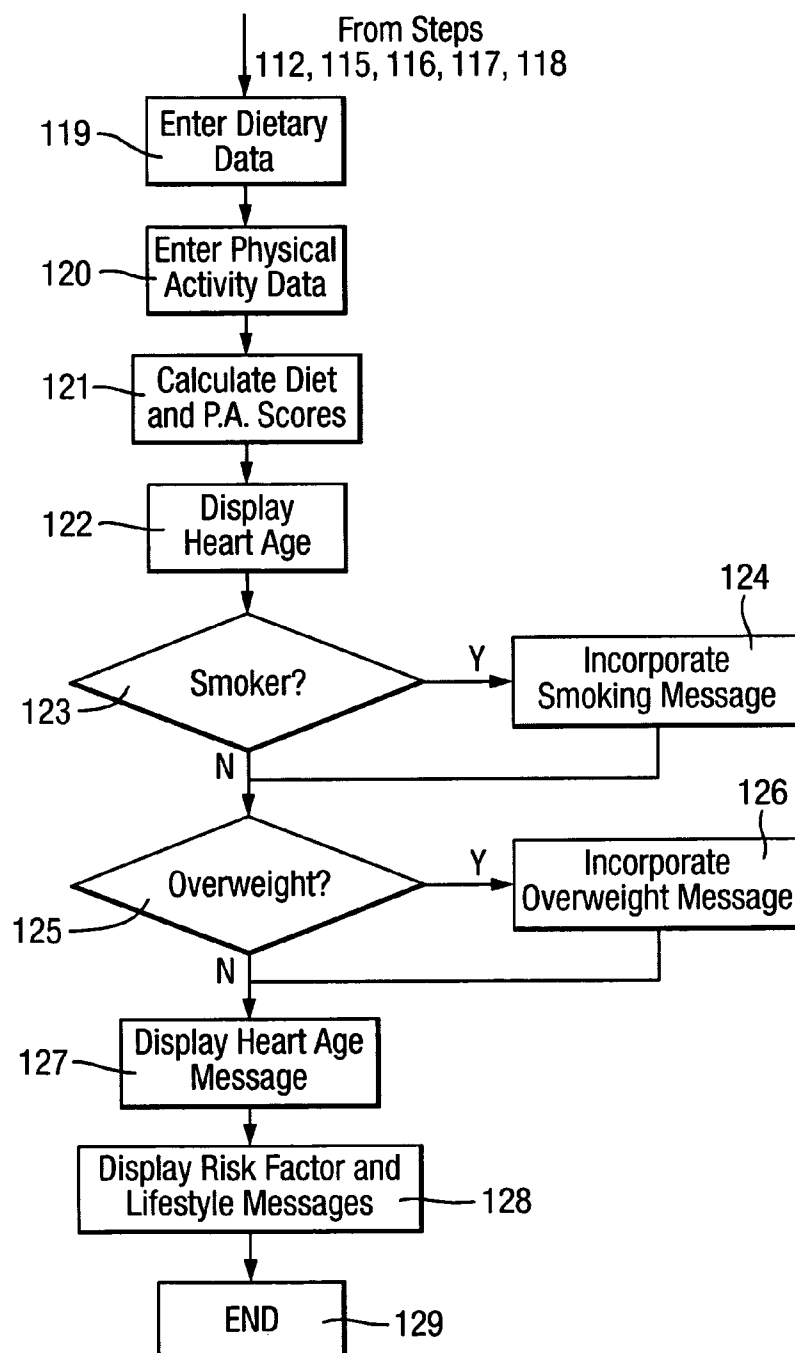 From Steps
112, 115, 116, 117, 118
119
Enter Dietary
Data
120
Enter Physical
Activity Data
121
Calculate Diet
and P.A. Scores
122
Display
Heart Age
123
Smoker?
Y
N
124
Incorporate
Smoking Message
125
Overweight?
Y
N
126
Incorporate
Overweight Message
127
Display Heart Age
Message
Display Risk Factor and
Lifestyle Messages
128
END
129